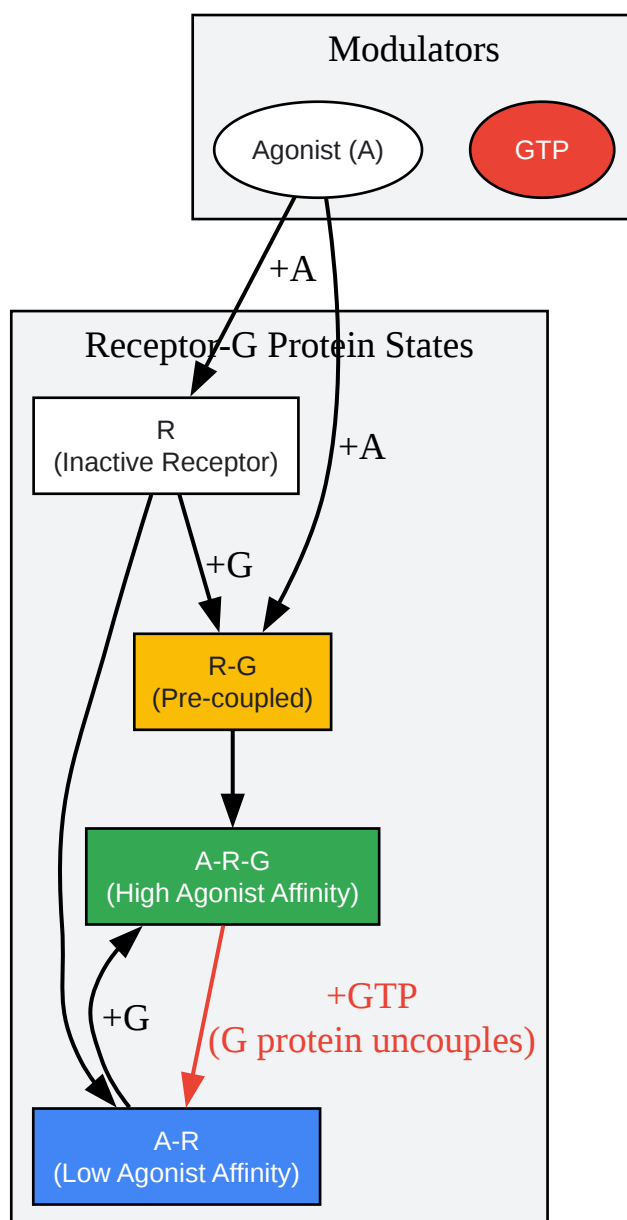 Modulators
Agonist (A)
GTP
+A
Receptor-G Protein States
R
(Inactive Receptor)
+A
+G
R-G
(Pre-coupled)
A-R-G
(High Agonist Affinity)
+GTP
(G protein uncouples)
+G
A-R
(Low Agonist Affinity)